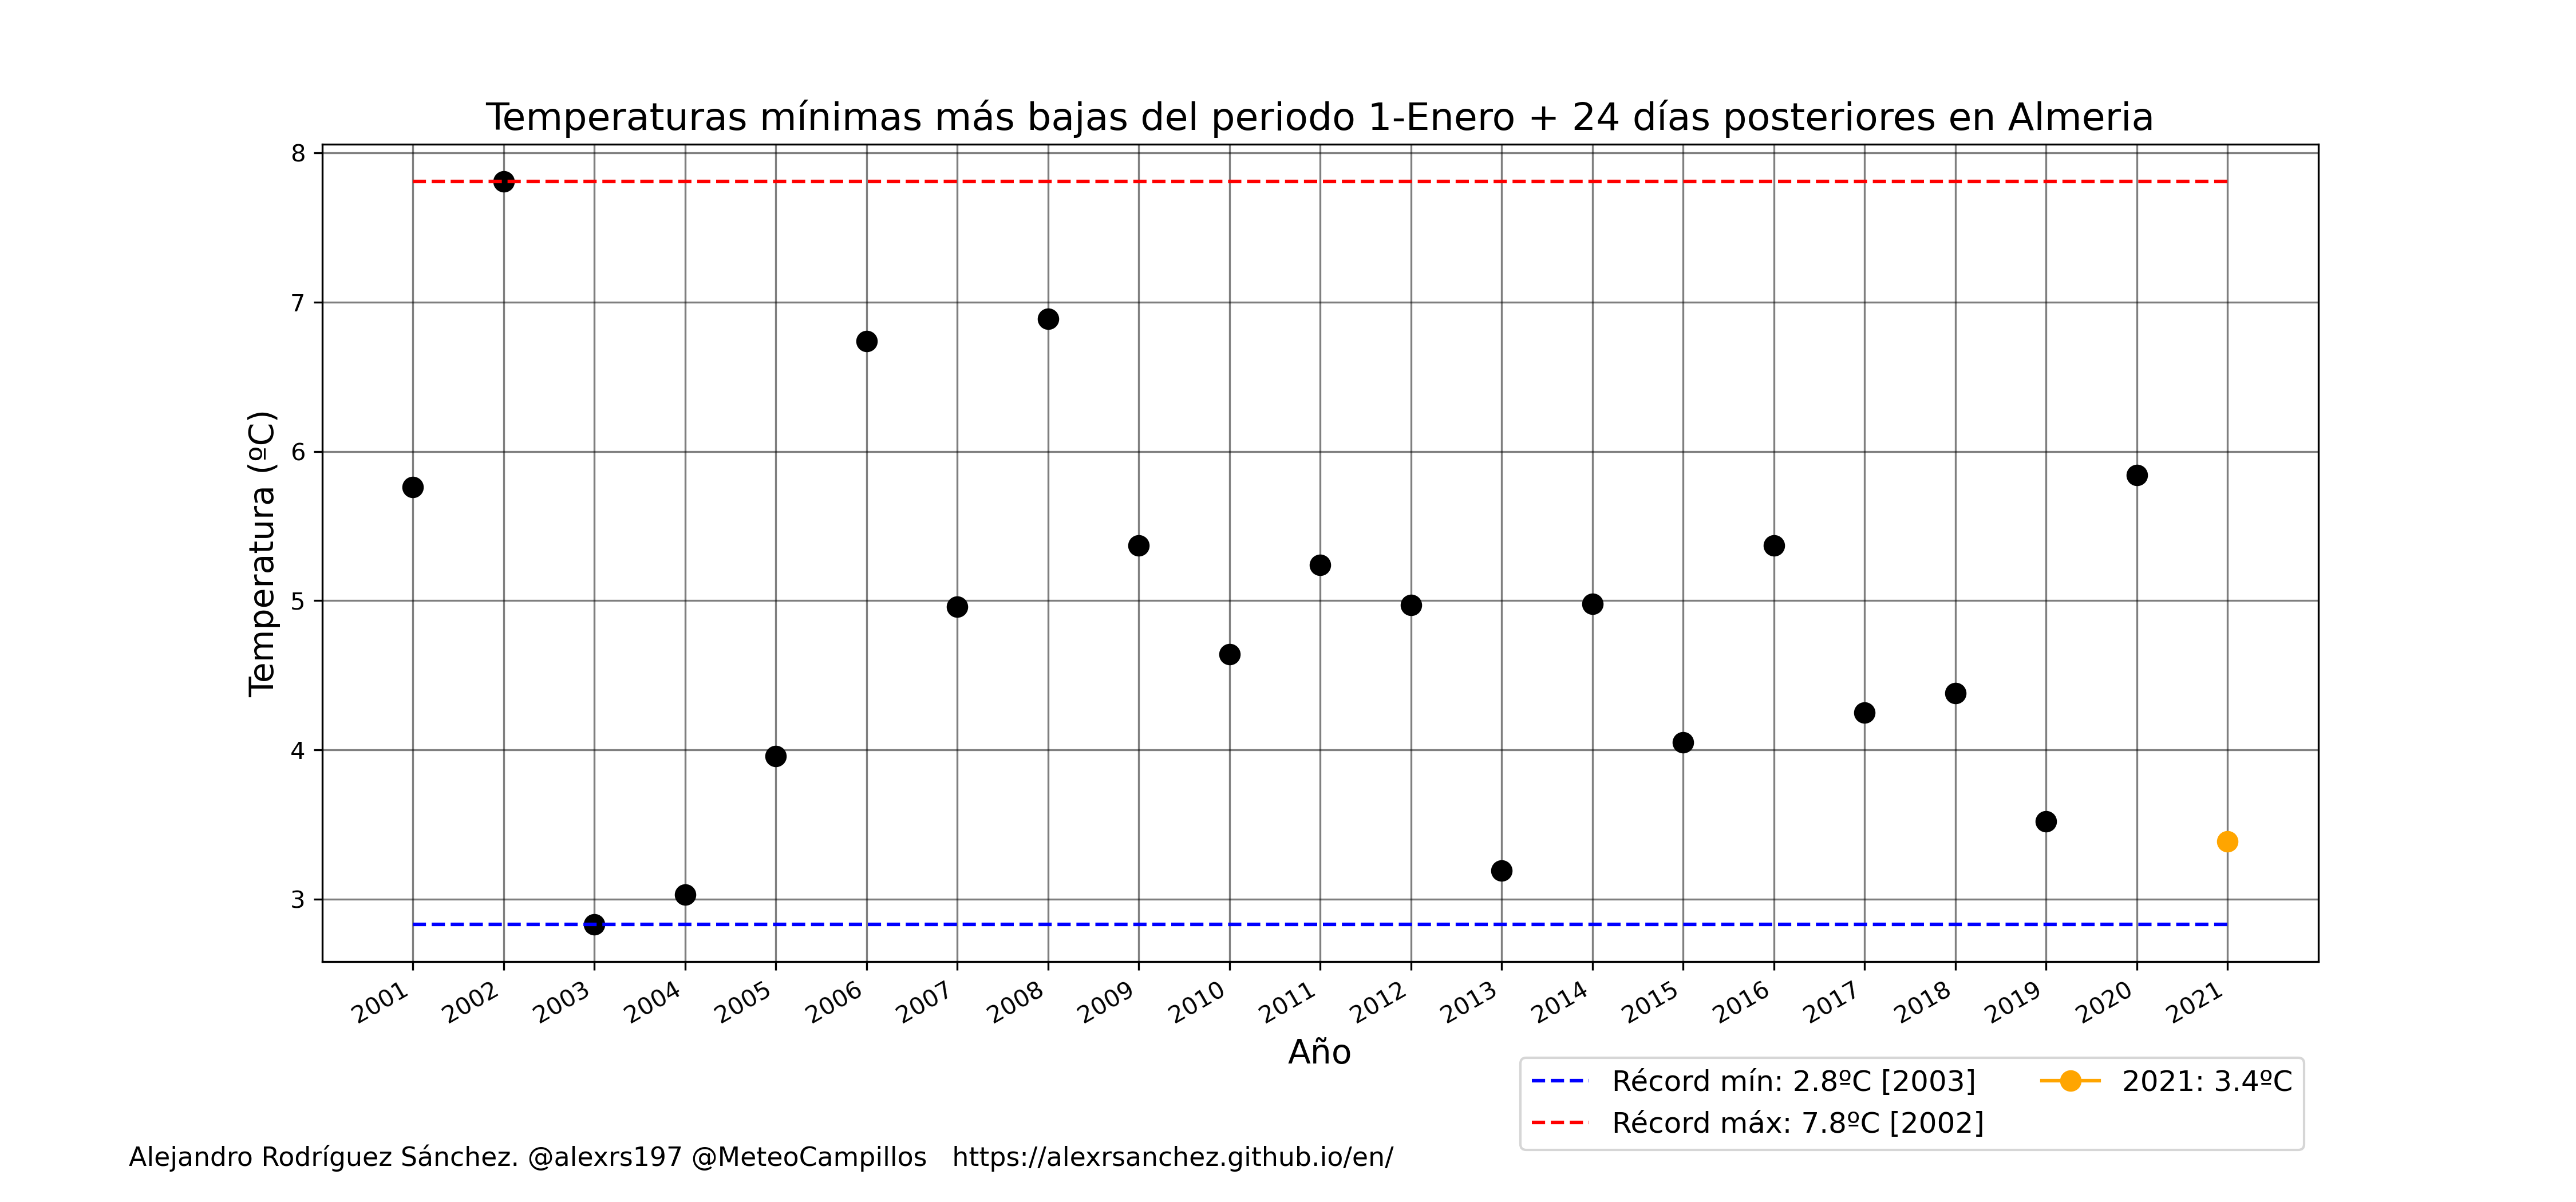 Temperaturas mínimas más bajas del periodo 1-Enero + 24 días posteriores en Almeria
Temperatura (ºC)
8
7
6
5
4
3
2001 2002 2003 2004 2005 2006 2007 2008 2009 2010 2011 2012 2013 2014 2015 2016 2017 2018 2019 2020 2021
Año
Récord mín: 2.8ºC [2003]
Récord máx: 7.8ºC [2002]
2021: 3.4ºC
Alejandro Rodríguez Sánchez. @alexrs197 @MeteoCampillos https://alexrsanchez.github.io/en/